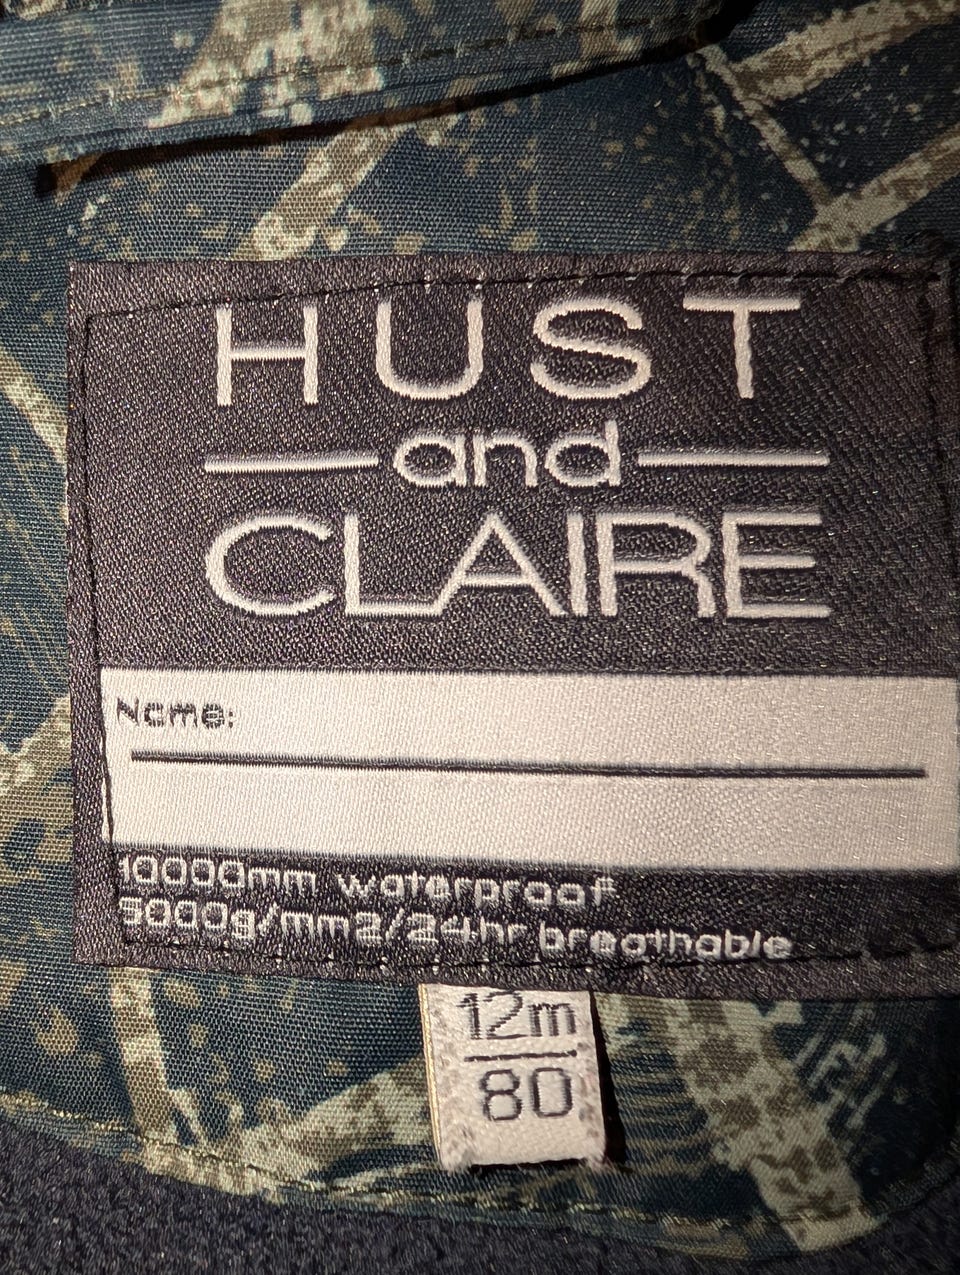 HUST
and
CLAIRE
Name:
10000mm waterproof
5000g/mm2/24hr breathable
12m
80